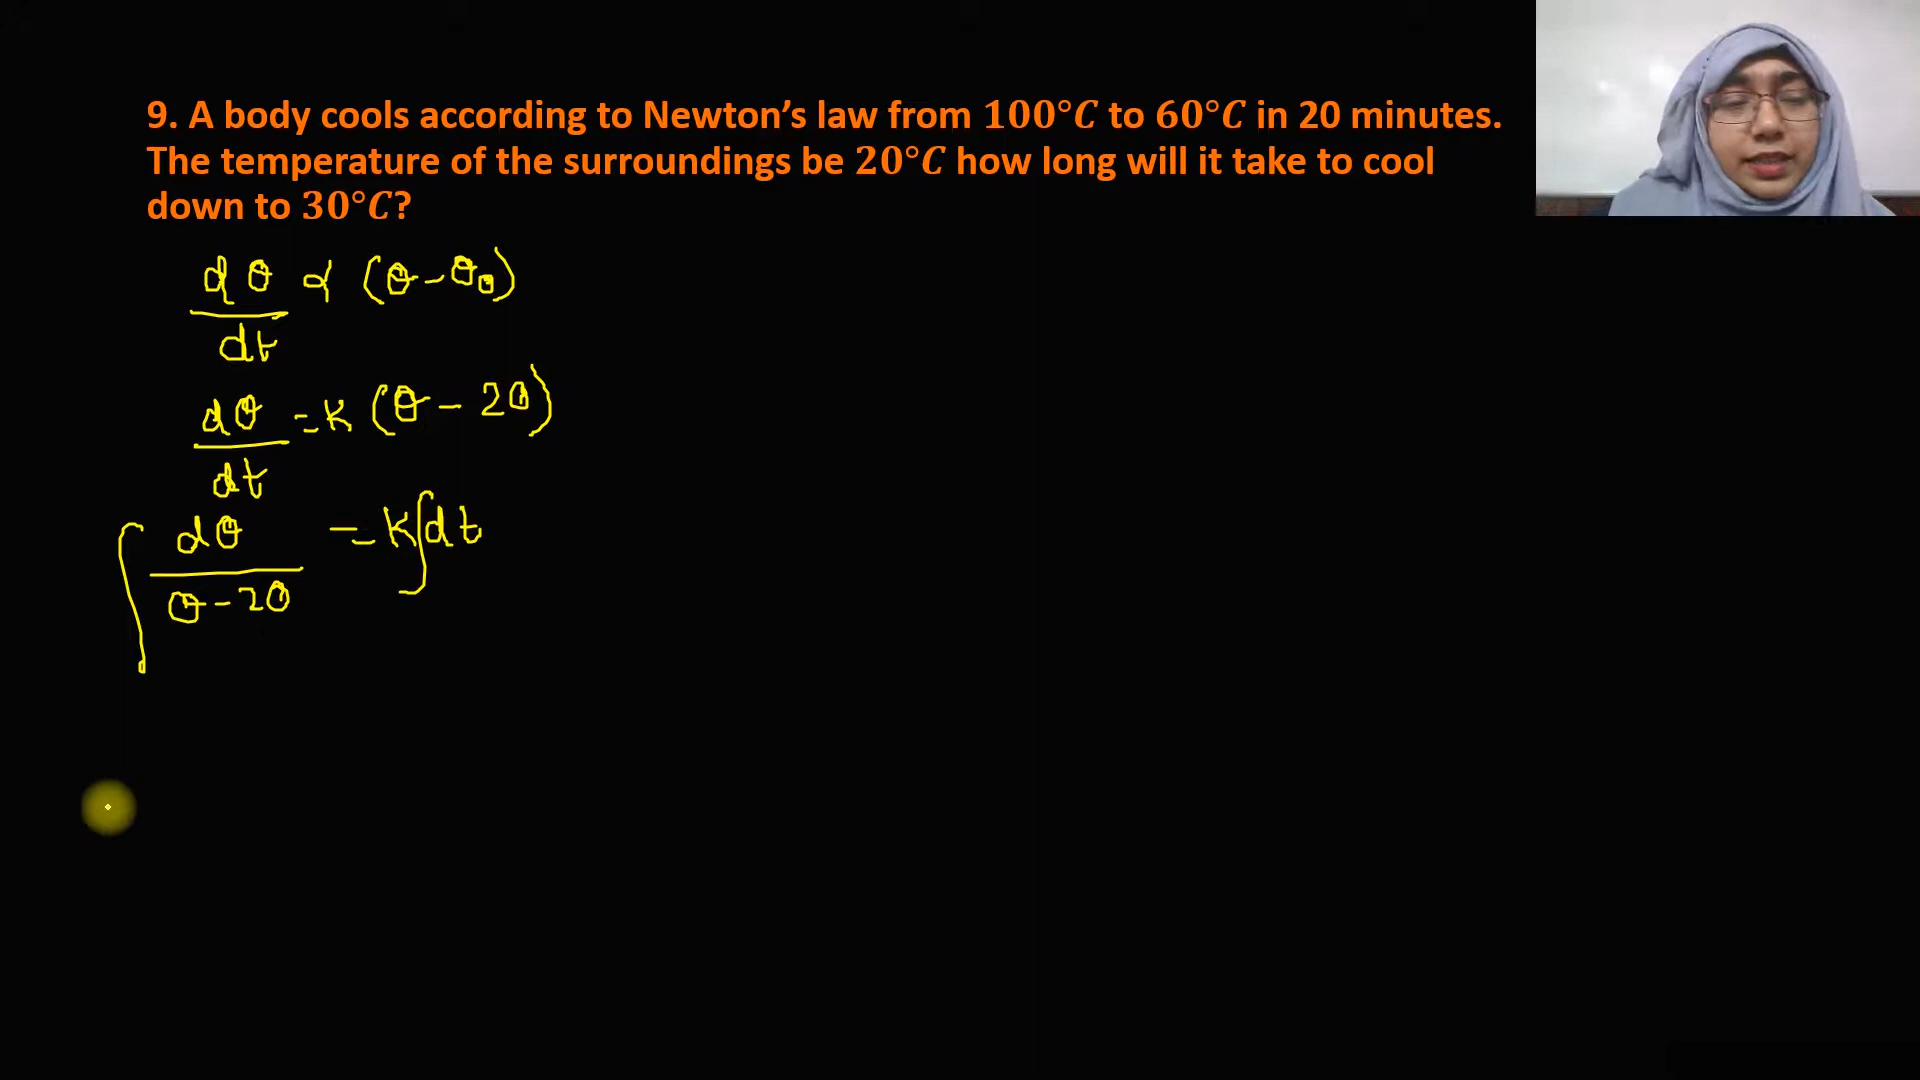 9. A body cools according to Newton’s law from 100°C to 60°C in 20 minutes.
The temperature of the surroundings be 20°C how long will it take to cool
down to 30°C?
dθ/dt ∝ (θ-θ₀)
dθ/dt = K (θ - 20)
∫ dθ/(θ-20) = K∫dt